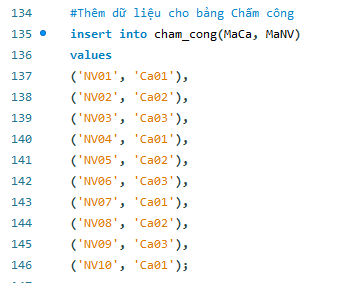 134 #Thêm dữ liệu cho bảng Chấm công
135 insert into cham_cong(MaCa, MaNV)
136 values
137 ('NV01', 'Ca01'),
138 ('NV02', 'Ca02'),
139 ('NV03', 'Ca03'),
140 ('NV04', 'Ca01'),
141 ('NV05', 'Ca02'),
142 ('NV06', 'Ca03'),
143 ('NV07', 'Ca01'),
144 ('NV08', 'Ca02'),
145 ('NV09', 'Ca03'),
146 ('NV10', 'Ca01');